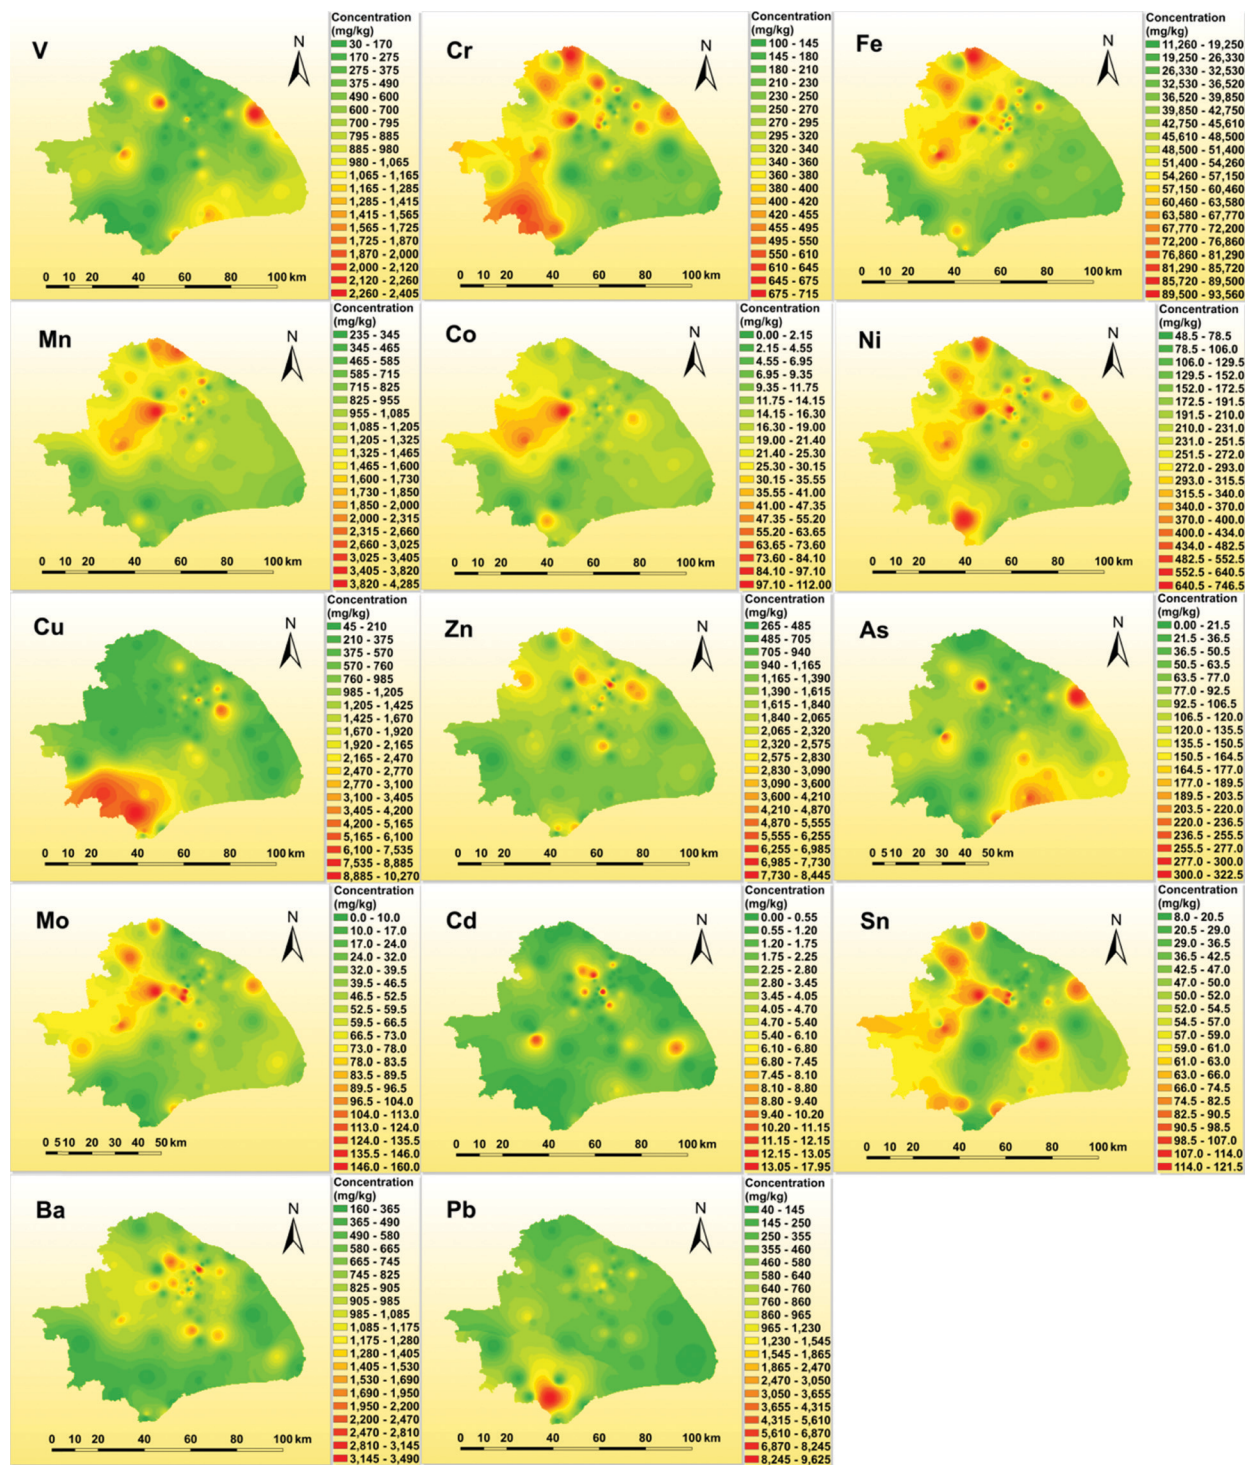 V
N
Concentration
(mg/kg)
30 - 170
170 - 275
275 - 375
375 - 490
490 - 600
600 - 700
700 - 795
795 - 885
885 - 980
980 - 1,065
1,065 - 1,165
1,165 - 1,285
1,285 - 1,415
1,415 - 1,565
1,565 - 1,725
1,725 - 1,870
1,870 - 2,000
2,000 - 2,120
2,120 - 2,260
2,260 - 2,405
0 10 20 40 60 80 100 km
Cr
N
Concentration
(mg/kg)
100 - 145
145 - 180
180 - 210
210 - 230
230 - 250
250 - 270
270 - 295
295 - 320
320 - 340
340 - 360
360 - 380
380 - 400
400 - 420
420 - 455
455 - 495
495 - 550
550 - 610
610 - 645
645 - 675
675 - 715
0 10 20 40 60 80 100 km
Fe
N
Concentration
(mg/kg)
11,260 - 19,250
19,250 - 26,330
26,330 - 32,530
32,530 - 36,520
36,520 - 39,850
39,850 - 42,750
42,750 - 45,610
45,610 - 48,500
48,500 - 51,400
51,400 - 54,260
54,260 - 57,150
57,150 - 60,460
60,460 - 63,580
63,580 - 67,770
67,770 - 72,200
72,200 - 76,860
76,860 - 81,290
81,290 - 85,720
85,720 - 89,500
89,500 - 93,560
0 10 20 40 60 80 100 km
Mn
N
Concentration
(mg/kg)
235 - 345
345 - 465
465 - 585
585 - 715
715 - 825
825 - 955
955 - 1,085
1,085 - 1,205
1,205 - 1,325
1,325 - 1,465
1,465 - 1,600
1,600 - 1,730
1,730 - 1,850
1,850 - 2,000
2,000 - 2,315
2,315 - 2,660
2,660 - 3,025
3,025 - 3,405
3,405 - 3,820
3,820 - 4,285
0 10 20 40 60 80 100 km
Co
N
Concentration
(mg/kg)
0.00 - 2.15
2.15 - 4.55
4.55 - 6.95
6.95 - 9.35
9.35 - 11.75
11.75 - 14.15
14.15 - 16.30
16.30 - 19.00
19.00 - 21.40
21.40 - 25.30
25.30 - 30.15
30.15 - 35.55
35.55 - 41.00
41.00 - 47.35
47.35 - 55.20
55.20 - 63.65
63.65 - 73.60
73.60 - 84.10
84.10 - 97.10
97.10 - 112.00
0 10 20 40 60 80 100 km
Ni
N
Concentration
(mg/kg)
48.5 - 78.5
78.5 - 106.0
106.0 - 129.5
129.5 - 152.0
152.0 - 172.5
172.5 - 191.5
191.5 - 210.0
210.0 - 231.0
231.0 - 251.5
251.5 - 272.0
272.0 - 293.0
293.0 - 315.5
315.5 - 340.0
340.0 - 370.0
370.0 - 400.0
400.0 - 434.0
434.0 - 482.5
482.5 - 552.5
552.5 - 640.5
640.5 - 746.5
0 10 20 40 60 80 100 km
Cu
N
Concentration
(mg/kg)
45 - 210
210 - 375
375 - 570
570 - 760
760 - 985
985 - 1,205
1,205 - 1,425
1,425 - 1,670
1,670 - 1,920
1,920 - 2,165
2,165 - 2,470
2,470 - 2,770
2,770 - 3,100
3,100 - 3,405
3,405 - 4,200
4,200 - 5,165
5,165 - 6,100
6,100 - 7,535
7,535 - 8,885
8,885 - 10,270
0 10 20 40 60 80 100 km
Zn
N
Concentration
(mg/kg)
265 - 485
485 - 705
705 - 940
940 - 1,165
1,165 - 1,390
1,390 - 1,615
1,615 - 1,840
1,840 - 2,065
2,065 - 2,320
2,320 - 2,575
2,575 - 2,830
2,830 - 3,090
3,090 - 3,600
3,600 - 4,210
4,210 - 4,870
4,870 - 5,555
5,555 - 6,255
6,255 - 6,985
6,985 - 7,730
7,730 - 8,445
0 10 20 40 60 80 100 km
As
N
Concentration
(mg/kg)
0.00 - 21.5
21.5 - 36.5
36.5 - 50.5
50.5 - 63.5
63.5 - 77.0
77.0 - 92.5
92.5 - 106.5
106.5 - 120.0
120.0 - 135.5
135.5 - 150.5
150.5 - 164.5
164.5 - 177.0
177.0 - 189.5
189.5 - 203.5
203.5 - 220.0
220.0 - 236.5
236.5 - 255.5
255.5 - 277.0
277.0 - 300.0
300.0 - 322.5
0 5 10 20 30 40 50 km
Mo
N
Concentration
(mg/kg)
0.0 - 10.0
10.0 - 17.0
17.0 - 24.0
24.0 - 32.0
32.0 - 39.5
39.5 - 46.5
46.5 - 52.5
52.5 - 59.5
59.5 - 66.5
66.5 - 73.0
73.0 - 78.0
78.0 - 83.5
83.5 - 89.5
89.5 - 96.5
96.5 - 104.0
104.0 - 113.0
113.0 - 124.0
124.0 - 135.5
135.5 - 146.0
146.0 - 160.0
0 5 10 20 30 40 50 km
Cd
N
Concentration
(mg/kg)
0.00 - 0.55
0.55 - 1.20
1.20 - 1.75
1.75 - 2.25
2.25 - 2.80
2.80 - 3.45
3.45 - 4.05
4.05 - 4.70
4.70 - 5.40
5.40 - 6.10
6.10 - 6.80
6.80 - 7.45
7.45 - 8.10
8.10 - 8.80
8.80 - 9.40
9.40 - 10.20
10.20 - 11.15
11.15 - 12.15
12.15 - 13.05
13.05 - 17.95
0 10 20 40 60 80 100 km
Sn
N
Concentration
(mg/kg)
8.0 - 20.5
20.5 - 29.0
29.0 - 36.5
36.5 - 42.5
42.5 - 47.0
47.0 - 50.0
50.0 - 52.0
52.0 - 54.5
54.5 - 57.0
57.0 - 59.0
59.0 - 61.0
61.0 - 63.0
63.0 - 66.0
66.0 - 74.5
74.5 - 82.5
82.5 - 90.5
90.5 - 98.5
98.5 - 107.0
107.0 - 114.0
114.0 - 121.5
0 10 20 40 60 80 100 km
Ba
N
Concentration
(mg/kg)
160 - 365
365 - 490
490 - 580
580 - 665
665 - 745
745 - 825
825 - 905
905 - 985
985 - 1,085
1,085 - 1,175
1,175 - 1,280
1,280 - 1,405
1,405 - 1,530
1,530 - 1,690
1,690 - 1,950
1,950 - 2,200
2,200 - 2,470
2,470 - 2,810
2,810 - 3,145
3,145 - 3,490
0 10 20 40 60 80 100 km
Pb
N
Concentration
(mg/kg)
40 - 145
145 - 250
250 - 355
355 - 460
460 - 580
580 - 640
640 - 760
760 - 860
860 - 965
965 - 1,230
1,230 - 1,545
1,545 - 1,865
1,865 - 2,470
2,470 - 3,050
3,050 - 3,655
3,655 - 4,315
4,315 - 5,610
5,610 - 6,870
6,870 - 8,245
8,245 - 9,625
0 10 20 40 60 80 100 km